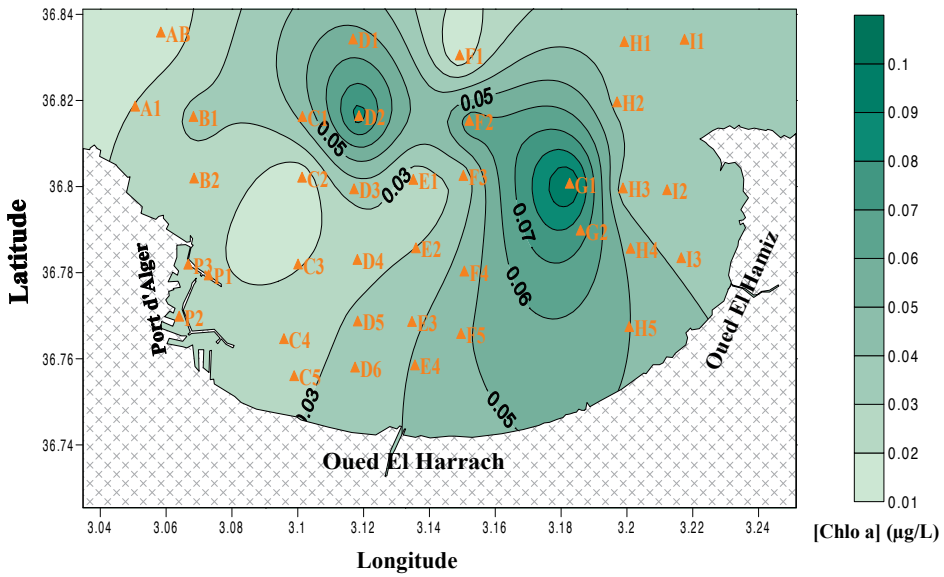 36.84
36.82
36.8
36.78
36.76
36.74
Latitude
3.04 3.06 3.08 3.1 3.12 3.14 3.16 3.18 3.2 3.22 3.24
Longitude
AB D1 F1 H1 I1
A1 B1 C1 D2 F2 H2
B2 C2 D3 E1 F3 G1 H3 I2
P3 P1 C3 D4 E2 F4 G2 H4 I3
P2 C4 D5 E3 F5 H5
C5 D6 E4
0.05
0.05
0.03
0.07
0.06
0.03
0.05
Port d'Alger
Oued El Harrach
Oued El Hamiz
0.1
0.09
0.08
0.07
0.06
0.05
0.04
0.03
0.02
0.01
[Chlo a] (µg/L)